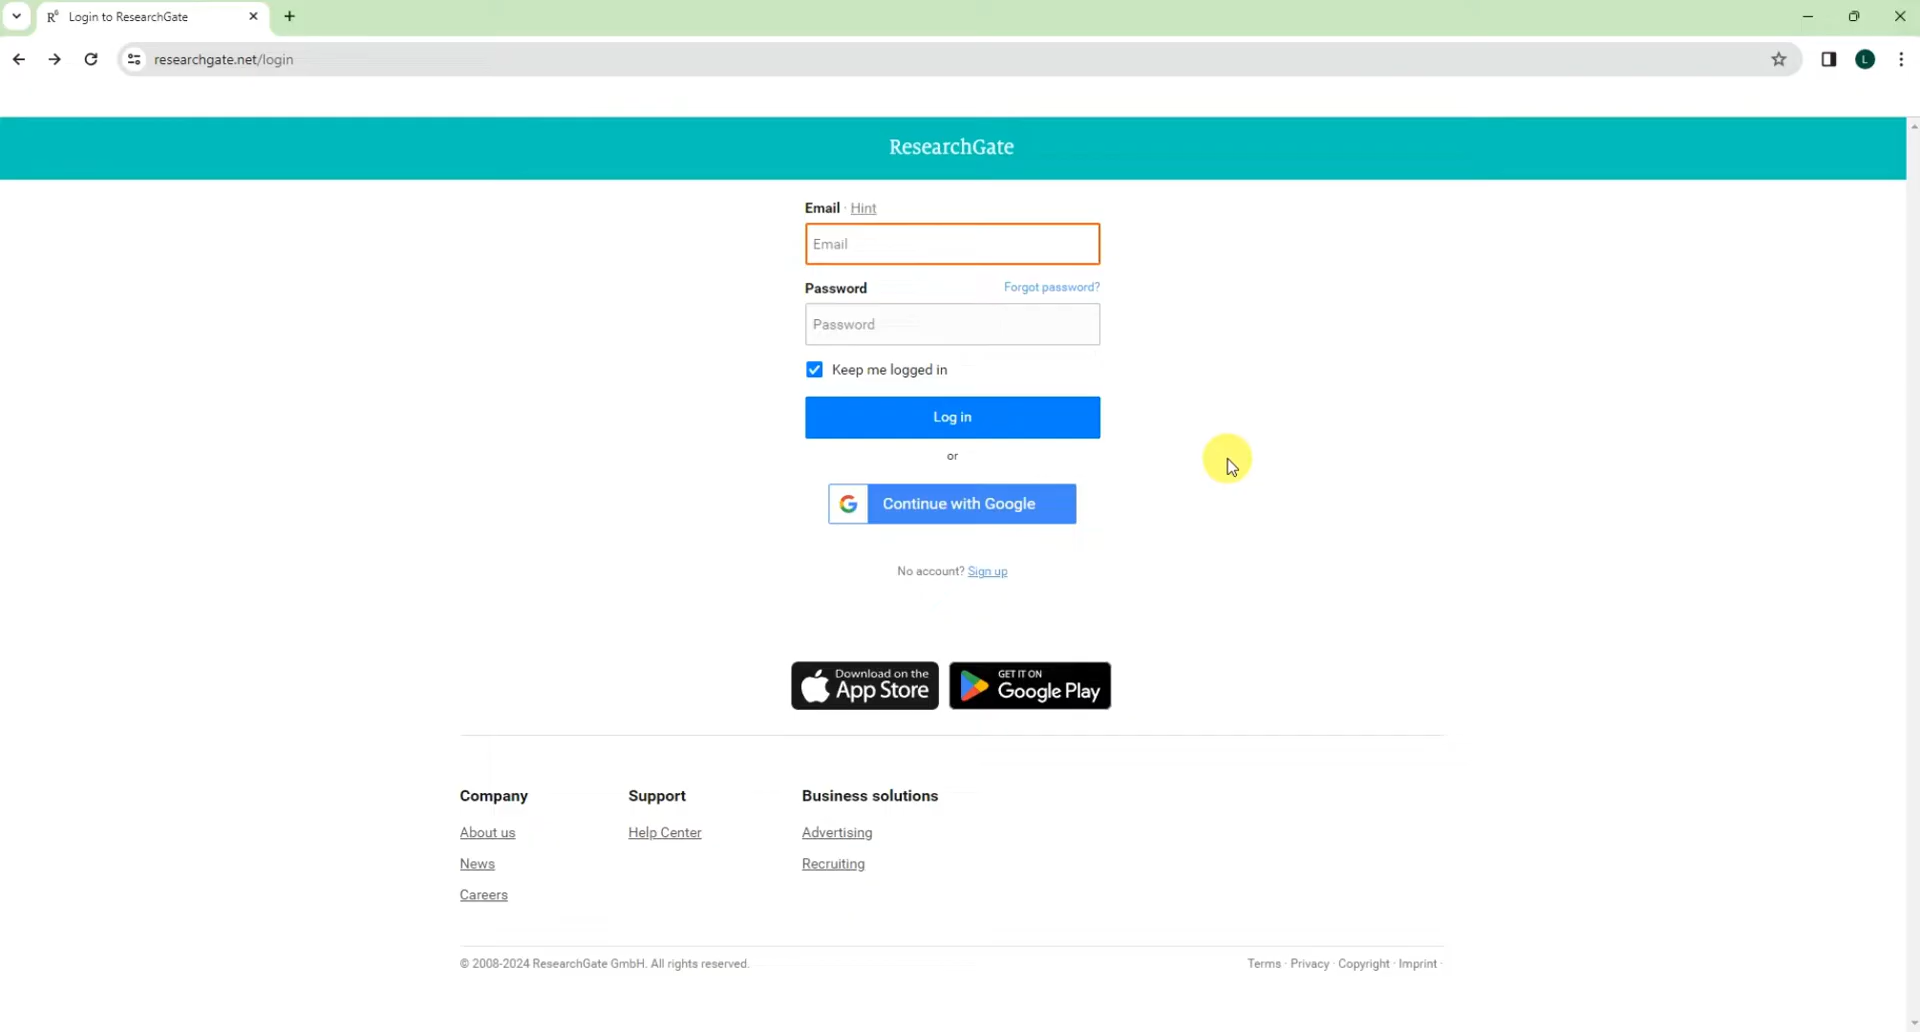 Login to ResearchGate
researchgate.net/login
L
ResearchGate
Email · Hint
Email
Password Forgot password?
Password
Keep me logged in
Log in
or
G Continue with Google
No account? Sign up
Download on the
App Store
GET IT ON
Google Play
Company Support Business solutions
About us Help Center Advertising
News Recruiting
Careers
© 2008-2024 ResearchGate GmbH. All rights reserved. Terms · Privacy · Copyright · Imprint ·